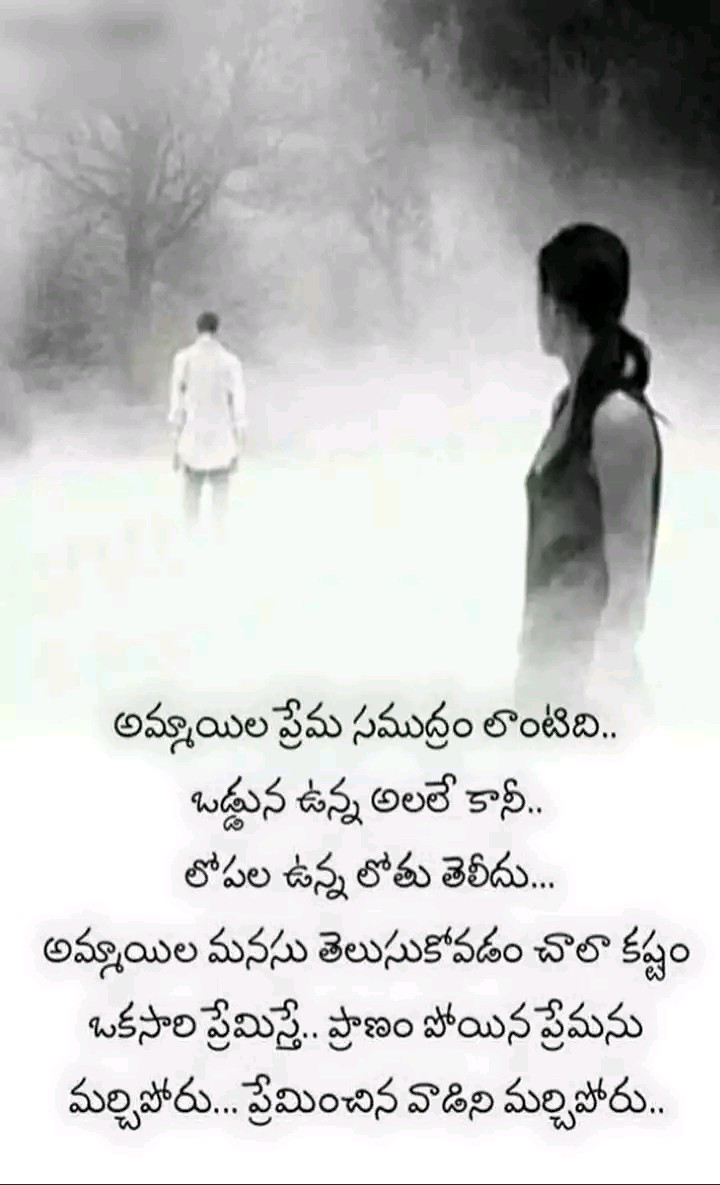 అమ్మాయిల ప్రేమ సముద్రం లాంటిది..
ఒడ్డున ఉన్న అలలే కానీ..
లోపల ఉన్న లోతు తెలీదు...
అమ్మాయిల మనసు తెలుసుకోవడం చాలా కష్టం
ఒకసారి ప్రేమిస్తే.. ప్రాణం పోయిన ప్రేమను
మర్చిపోరు... ప్రేమించిన వాడిని మర్చిపోరు..